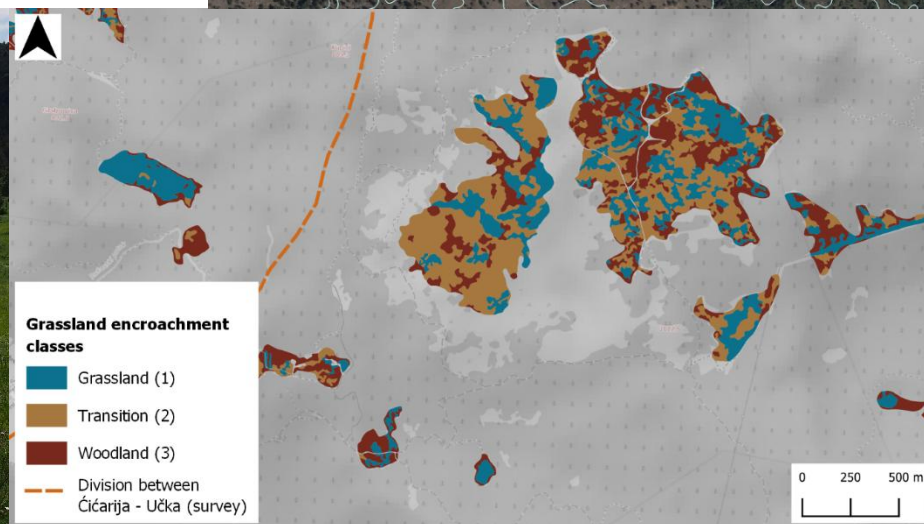 Grassland encroachment
classes
Grassland (1)
Transition (2)
Woodland (3)
Division between
Ćićarija - Učka (survey)
0 250 500 m